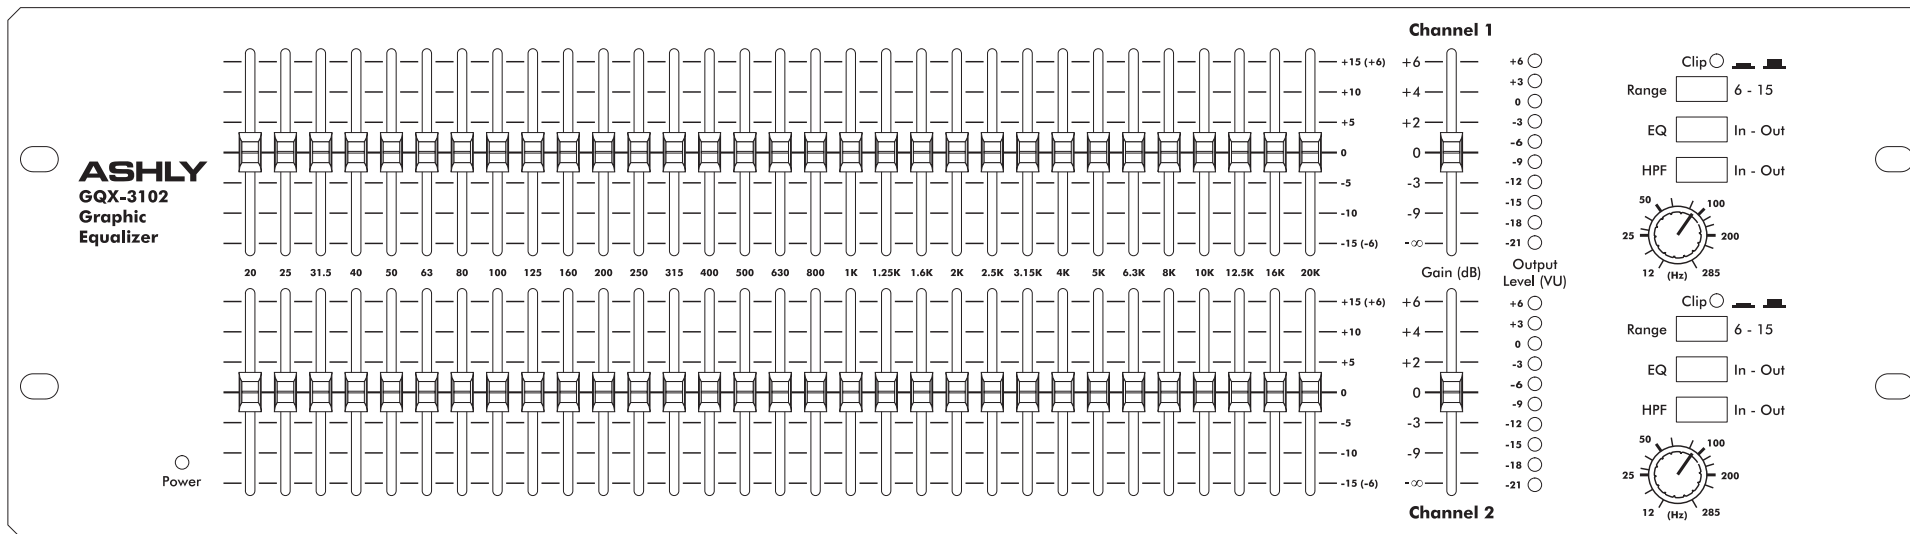 Channel 1
+15 (+6) +6 +6
+3
+10 +4 0
+5 +2 -3
-6
0 0 -9
-5 -3 -12
-15
-10 -9 -18
-15 (-6) -∞ -21
Clip
Range 6 - 15
EQ In - Out
HPF In - Out
50 100
25 200
12 (Hz) 285
ASHLY
GQX-3102
Graphic
Equalizer
20 25 31.5 40 50 63 80 100 125 160 200 250 315 400 500 630 800 1K 1.25K 1.6K 2K 2.5K 3.15K 4K 5K 6.3K 8K 10K 12.5K 16K 20K
Gain (dB)
Output
Level (VU)
+15 (+6) +6 +6
+3
+10 +4 0
+5 +2 -3
-6
0 0 -9
-5 -3 -12
-15
-10 -9 -18
-15 (-6) -∞ -21
Clip
Range 6 - 15
EQ In - Out
HPF In - Out
50 100
25 200
12 (Hz) 285
Power
Channel 2